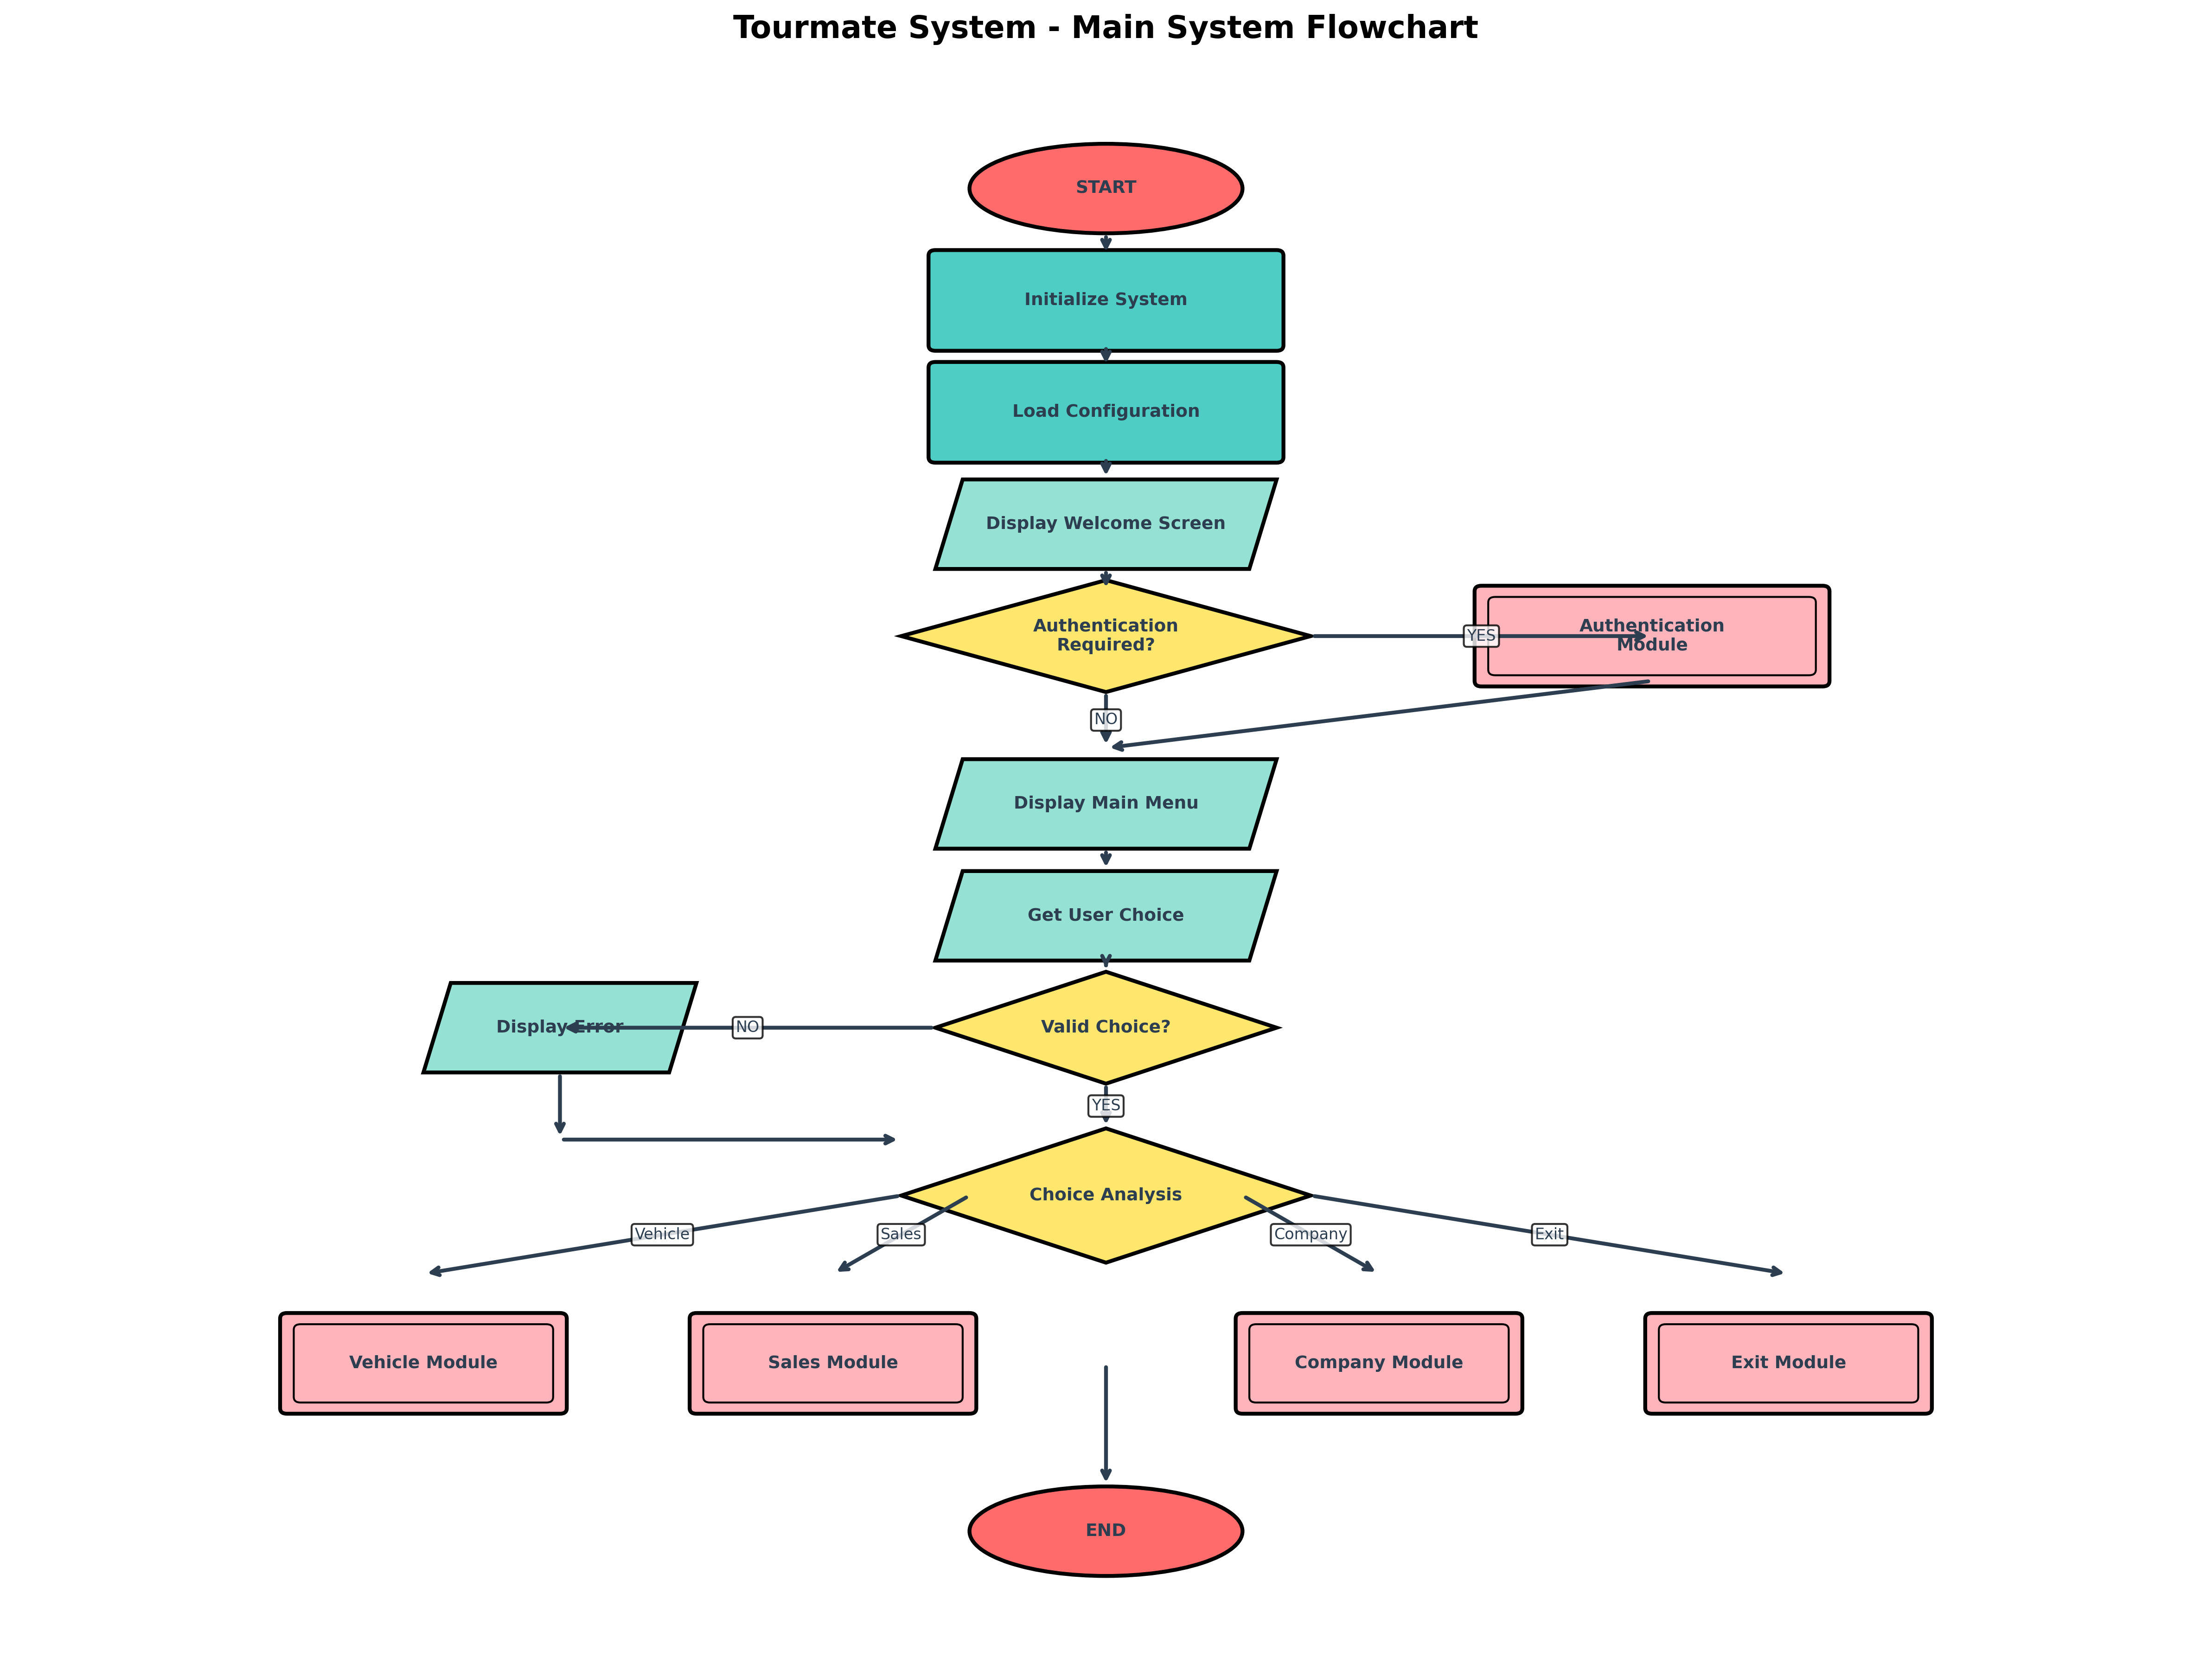 Tourmate System - Main System Flowchart
START
Initialize System
Load Configuration
Display Welcome Screen
Authentication
Required?
YES
Authentication
Module
NO
Display Main Menu
Get User Choice
Display Error
NO
Valid Choice?
YES
Choice Analysis
Vehicle
Sales
Company
Exit
Vehicle Module
Sales Module
Company Module
Exit Module
END